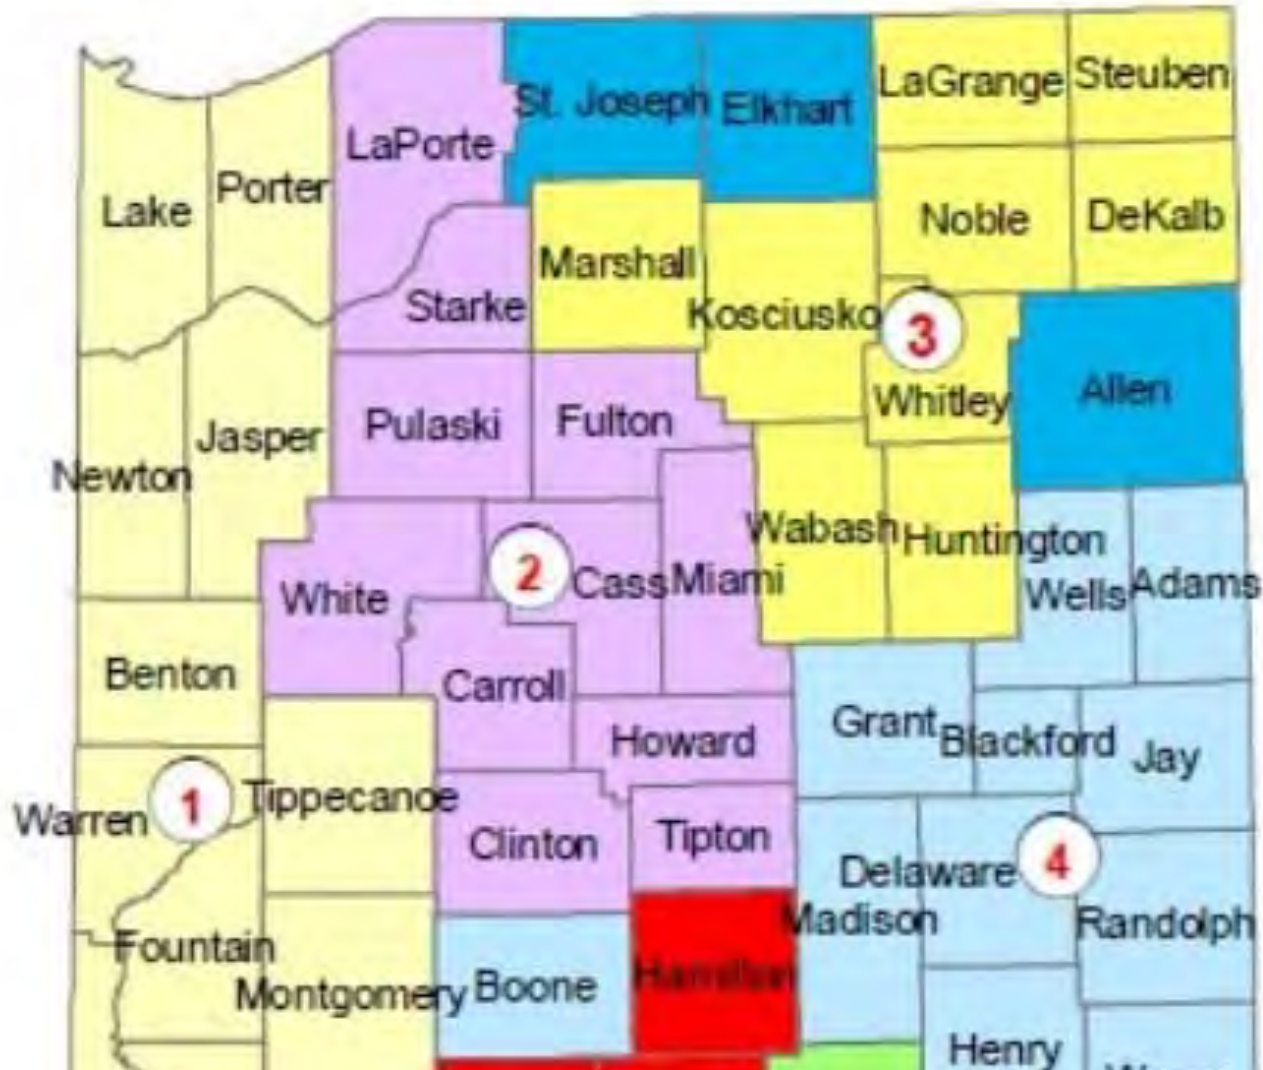 LaGrange
Steuben
St. Joseph
Elkhart
LaPorte
Porter
Lake
Noble
DeKalb
Marshall
Starke
Kosciusko
3
Whitley
Allen
Pulaski
Fulton
Jasper
Newton
Wabash
Huntington
2
Cass
Miami
White
Wells
Adams
Benton
Carroll
Grant
Blackford
Howard
Jay
Warren
1
Tippecanoe
Clinton
Tipton
Delaware
4
Madison
Randolph
Fountain
Montgomery
Boone
Hamilton
Henry